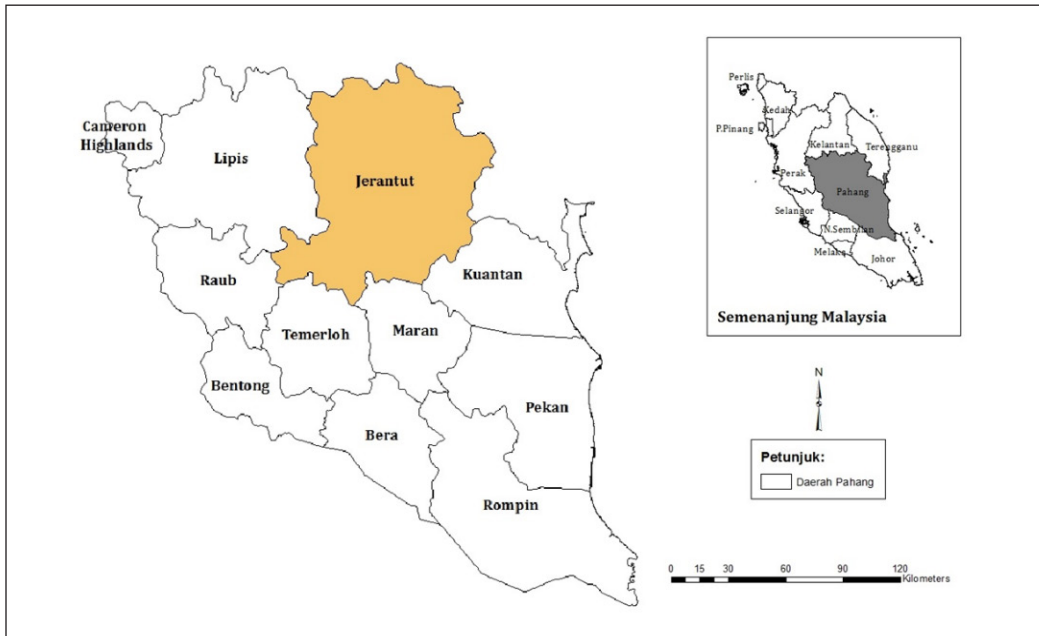 Cameron
Highlands
Lipis
Jerantut
Raub
Kuantan
Temerloh
Maran
Bentong
Pekan
Bera
Rompin
Perlis
Kedah
P.Pinang
Kelantan
Terengganu
Perak
Pahang
Selangor
N.Sembilan
Melaka
Johor
Semenanjung Malaysia
N
Petunjuk:
Daerah Pahang
0 15 30 60 90 120
Kilometers